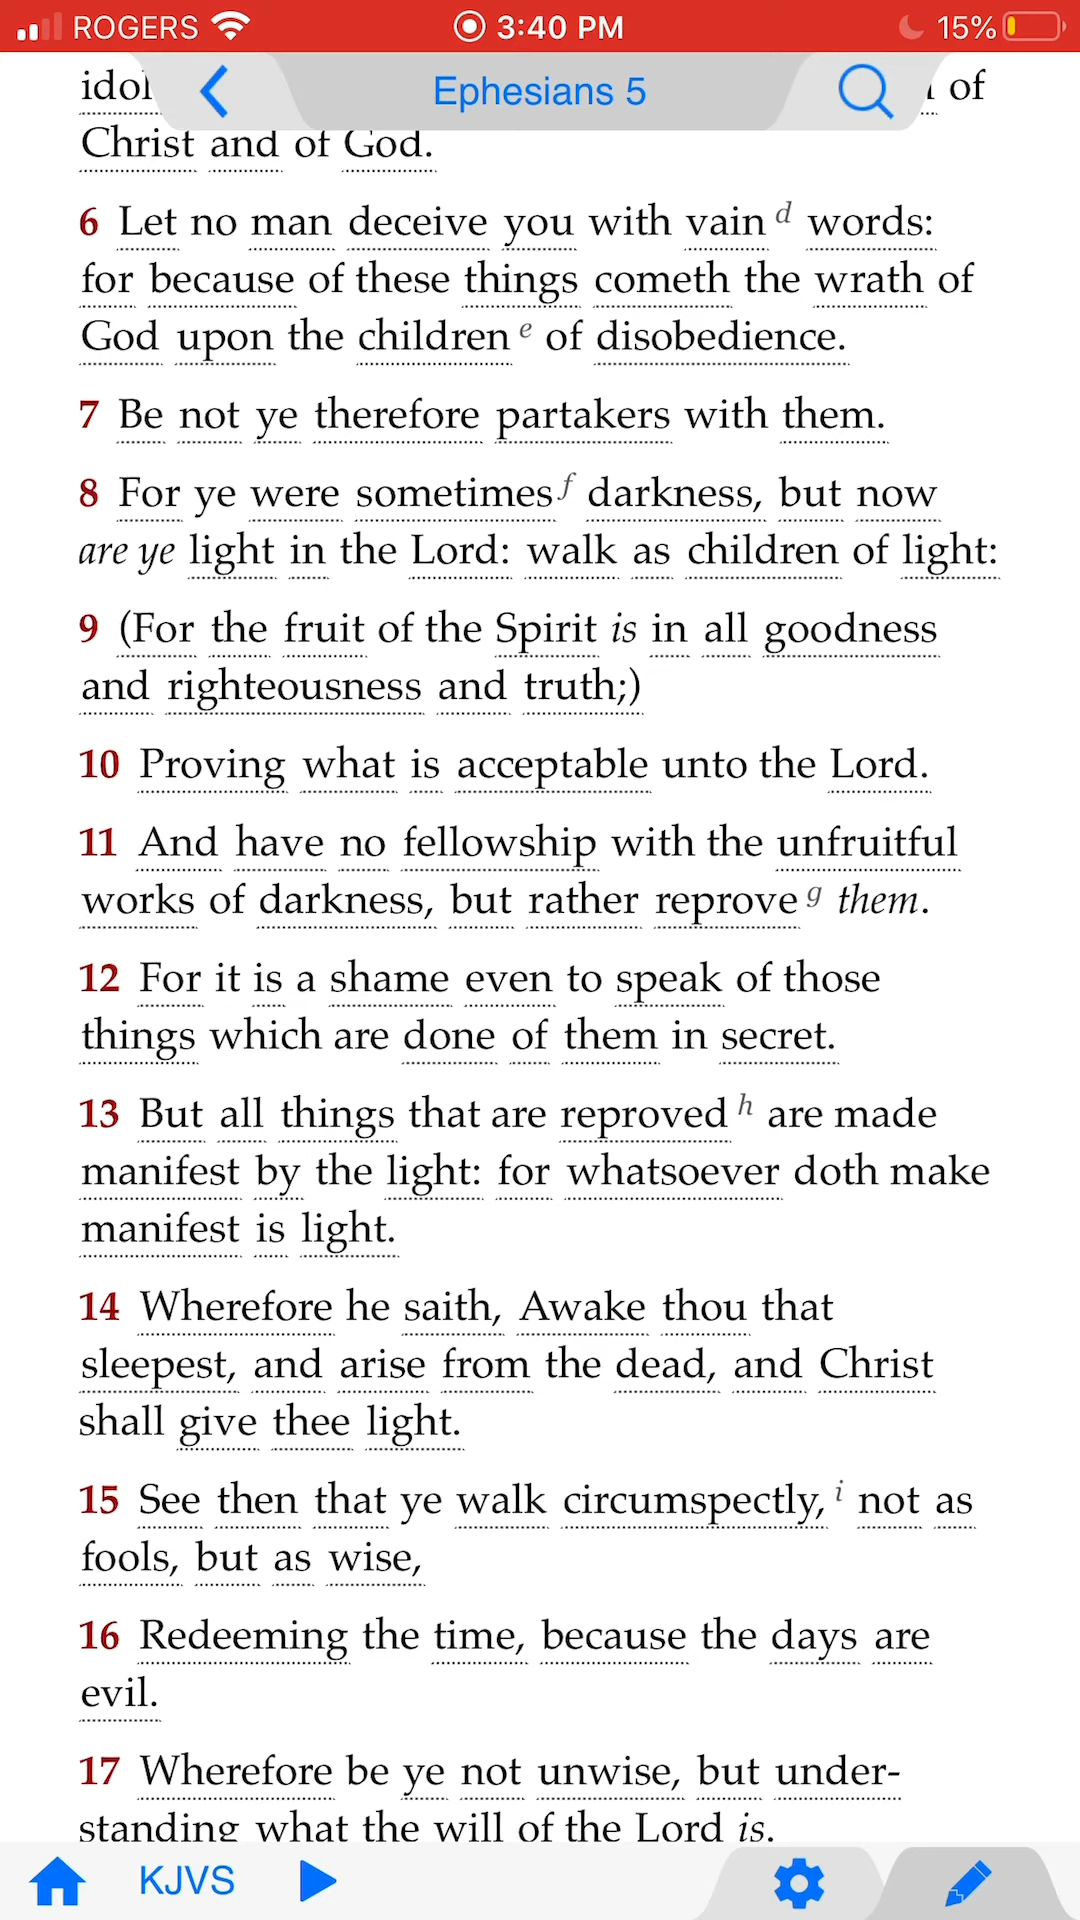 ROGERS 3:40 PM 15%
Ephesians 5
of
Christ and of God.
6 Let no man deceive you with vain d words:
for because of these things cometh the wrath of
God upon the children e of disobedience.
7 Be not ye therefore partakers with them.
8 For ye were sometimes f darkness, but now
are ye light in the Lord: walk as children of light:
9 (For the fruit of the Spirit is in all goodness
and righteousness and truth;)
10 Proving what is acceptable unto the Lord.
11 And have no fellowship with the unfruitful
works of darkness, but rather reprove g them.
12 For it is a shame even to speak of those
things which are done of them in secret.
13 But all things that are reproved h are made
manifest by the light: for whatsoever doth make
manifest is light.
14 Wherefore he saith, Awake thou that
sleepest, and arise from the dead, and Christ
shall give thee light.
15 See then that ye walk circumspectly, i not as
fools, but as wise,
16 Redeeming the time, because the days are
evil.
17 Wherefore be ye not unwise, but under-
standing what the will of the Lord is.
KJVS